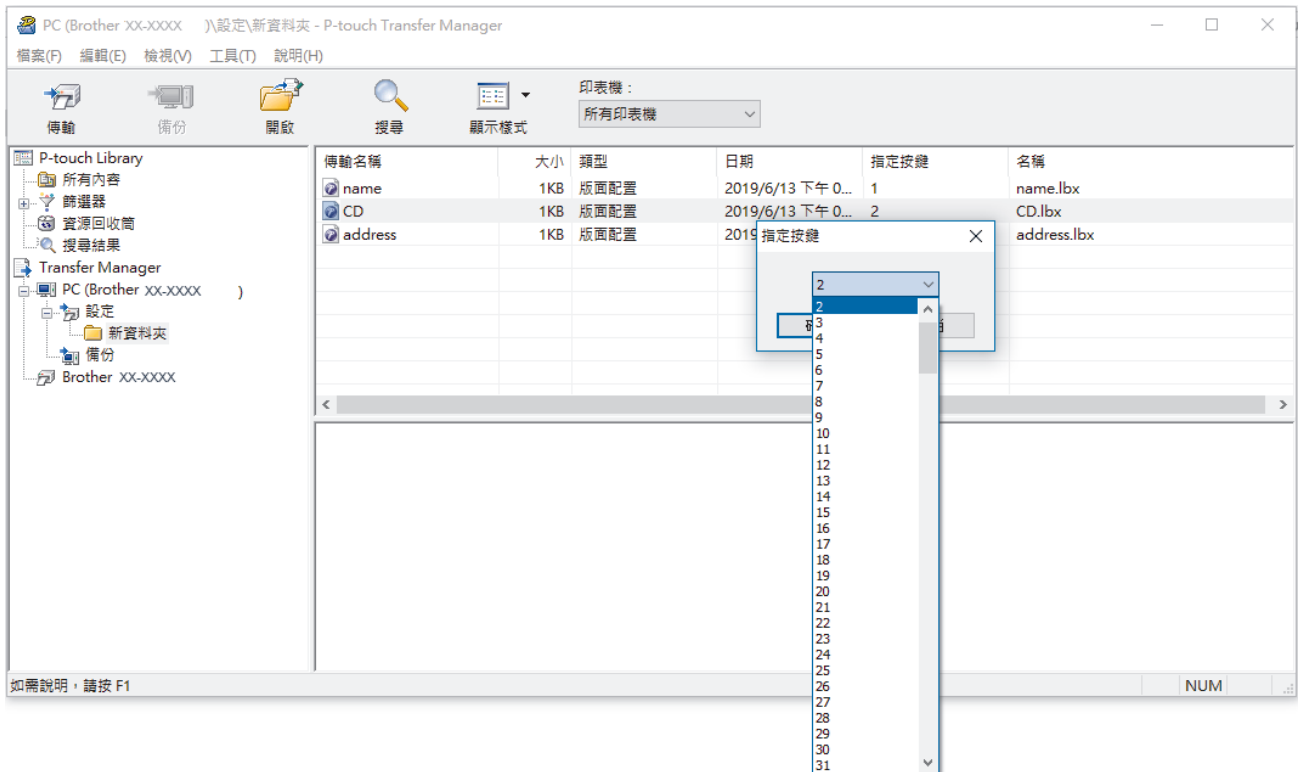 PC (Brother XX-XXXX )\設定\新資料夾 - P-touch Transfer Manager
檔案(F) 編輯(E) 檢視(V) 工具(T) 說明(H)
印表機：
所有印表機
傳輸 備份 開啟 搜尋 顯示樣式
P-touch Library
所有內容
篩選器
資源回收筒
搜尋結果
Transfer Manager
PC (Brother XX-XXXX )
設定
新資料夾
備份
Brother XX-XXXX
傳輸名稱 大小 類型 日期 指定按鍵 名稱
name 1KB 版面配置 2019/6/13 下午 0... 1 name.lbx
CD 1KB 版面配置 2019/6/13 下午 0... 2 CD.lbx
address 1KB 版面配置 2019 address.lbx
指定按鍵
2
2
3
4
5
6
7
8
9
10
11
12
13
14
15
16
17
18
19
20
21
22
23
24
25
26
27
28
29
30
31
如需說明，請按 F1 NUM